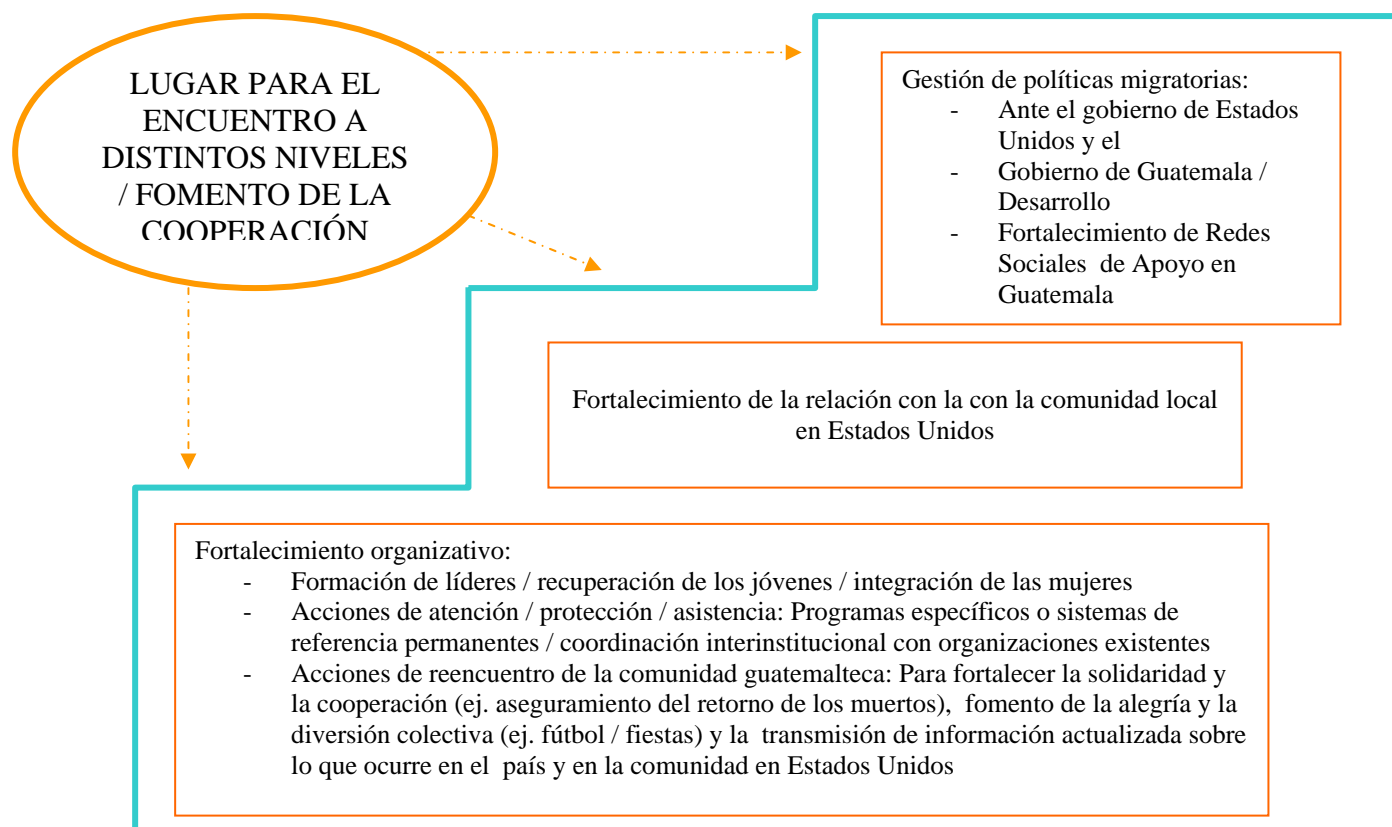 LUGAR PARA EL
ENCUENTRO A
DISTINTOS NIVELES
/ FOMENTO DE LA
COOPERACIÓN
Gestión de políticas migratorias:
- Ante el gobierno de Estados
Unidos y el
- Gobierno de Guatemala /
Desarrollo
- Fortalecimiento de Redes
Sociales de Apoyo en
Guatemala
Fortalecimiento de la relación con la con la comunidad local
en Estados Unidos
Fortalecimiento organizativo:
- Formación de líderes / recuperación de los jóvenes / integración de las mujeres
- Acciones de atención / protección / asistencia: Programas específicos o sistemas de
referencia permanentes / coordinación interinstitucional con organizaciones existentes
- Acciones de reencuentro de la comunidad guatemalteca: Para fortalecer la solidaridad y
la cooperación (ej. aseguramiento del retorno de los muertos), fomento de la alegría y la
diversión colectiva (ej. fútbol / fiestas) y la transmisión de información actualizada sobre
lo que ocurre en el país y en la comunidad en Estados Unidos